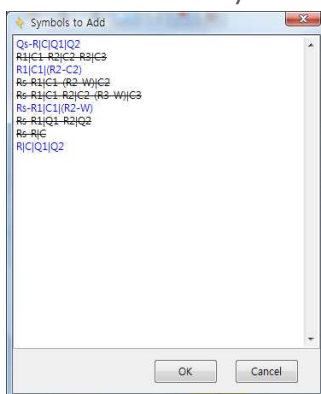 Symbols to Add
Qs-R|C|Q1|Q2
R1|C1-R2|C2-R3|C3
R1|C1|(R2-C2)
Rs-R1|C1-(R2-W)|C2
Rs-R1|C1-R2|C2-(R3-W)|C3
Rs-R1|C1|(R2-W)
Rs-R1|Q1-R2|Q2
Rs-R|C
R|C|Q1|Q2
OK Cancel